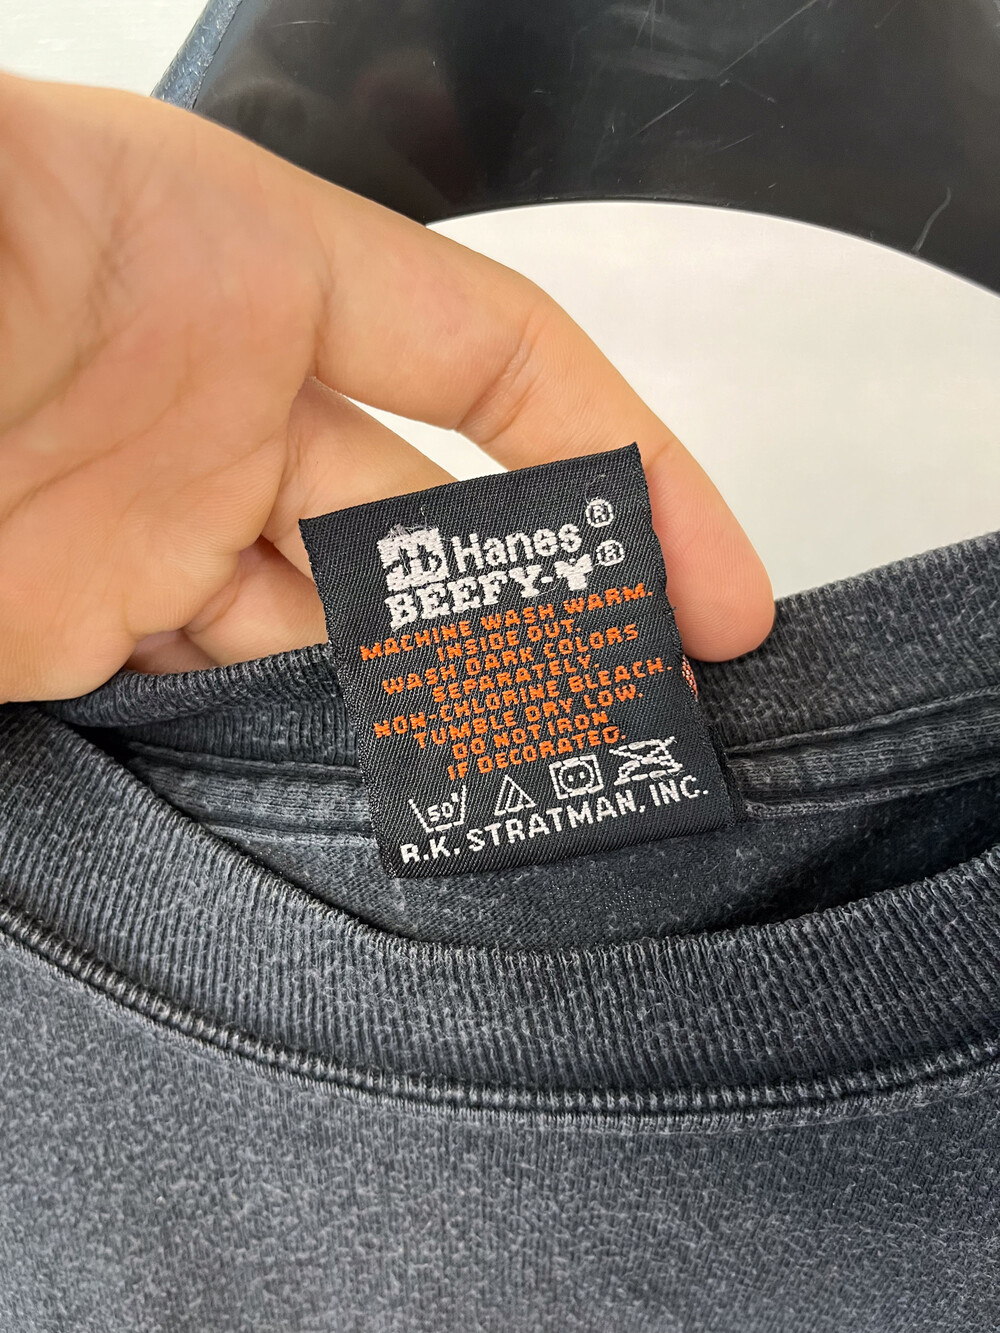 Hanes ®
BEEFY-T ®
MACHINE WASH WARM.
INSIDE OUT.
WASH DARK COLORS
SEPARATELY.
NON-CHLORINE BLEACH.
TUMBLE DRY LOW.
DO NOT IRON
IF DECORATED.
50°
R.K. STRATMAN, INC.